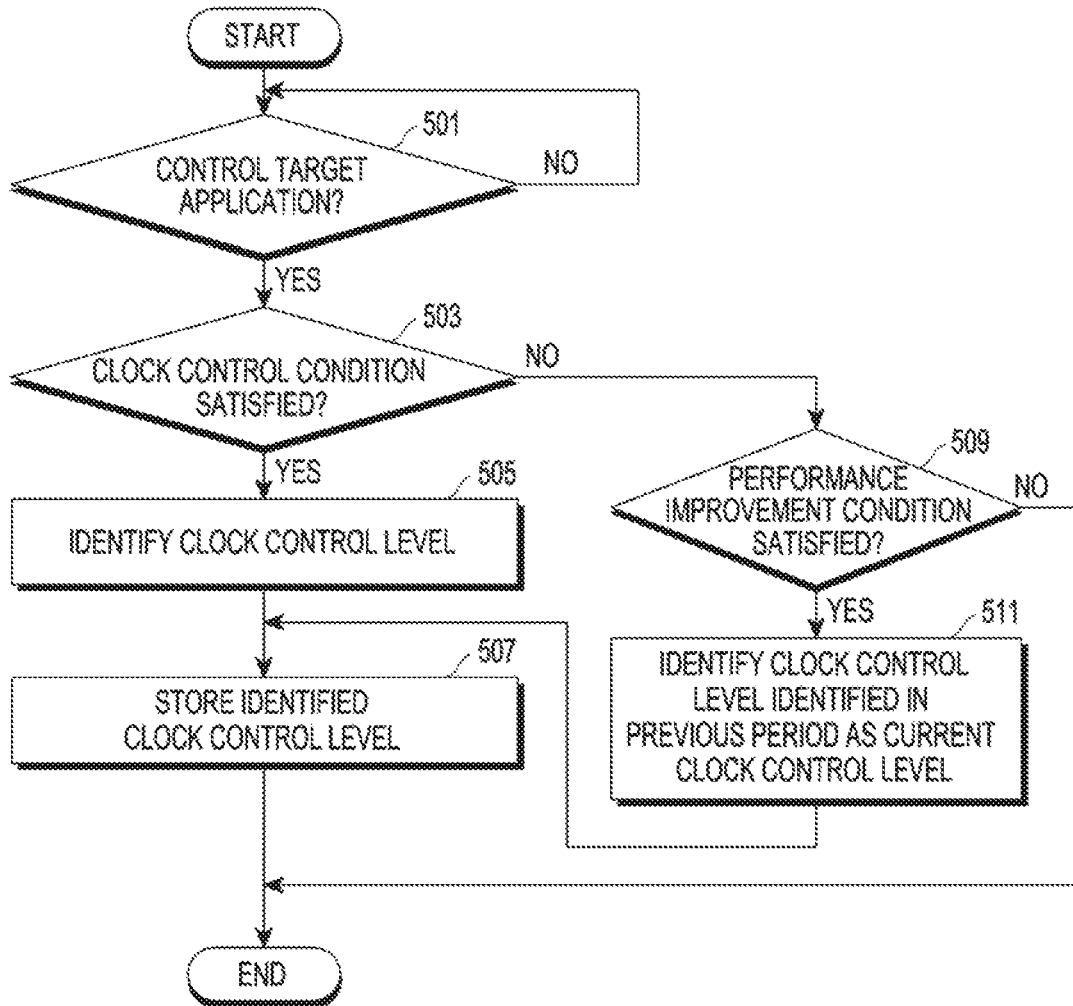 START
501
CONTROL TARGET
APPLICATION?
NO
YES
503
CLOCK CONTROL CONDITION
SATISFIED?
NO
YES
505
IDENTIFY CLOCK CONTROL LEVEL
509
PERFORMANCE
IMPROVEMENT CONDITION
SATISFIED?
NO
YES
511
IDENTIFY CLOCK CONTROL
LEVEL IDENTIFIED IN
PREVIOUS PERIOD AS CURRENT
CLOCK CONTROL LEVEL
507
STORE IDENTIFIED
CLOCK CONTROL LEVEL
END